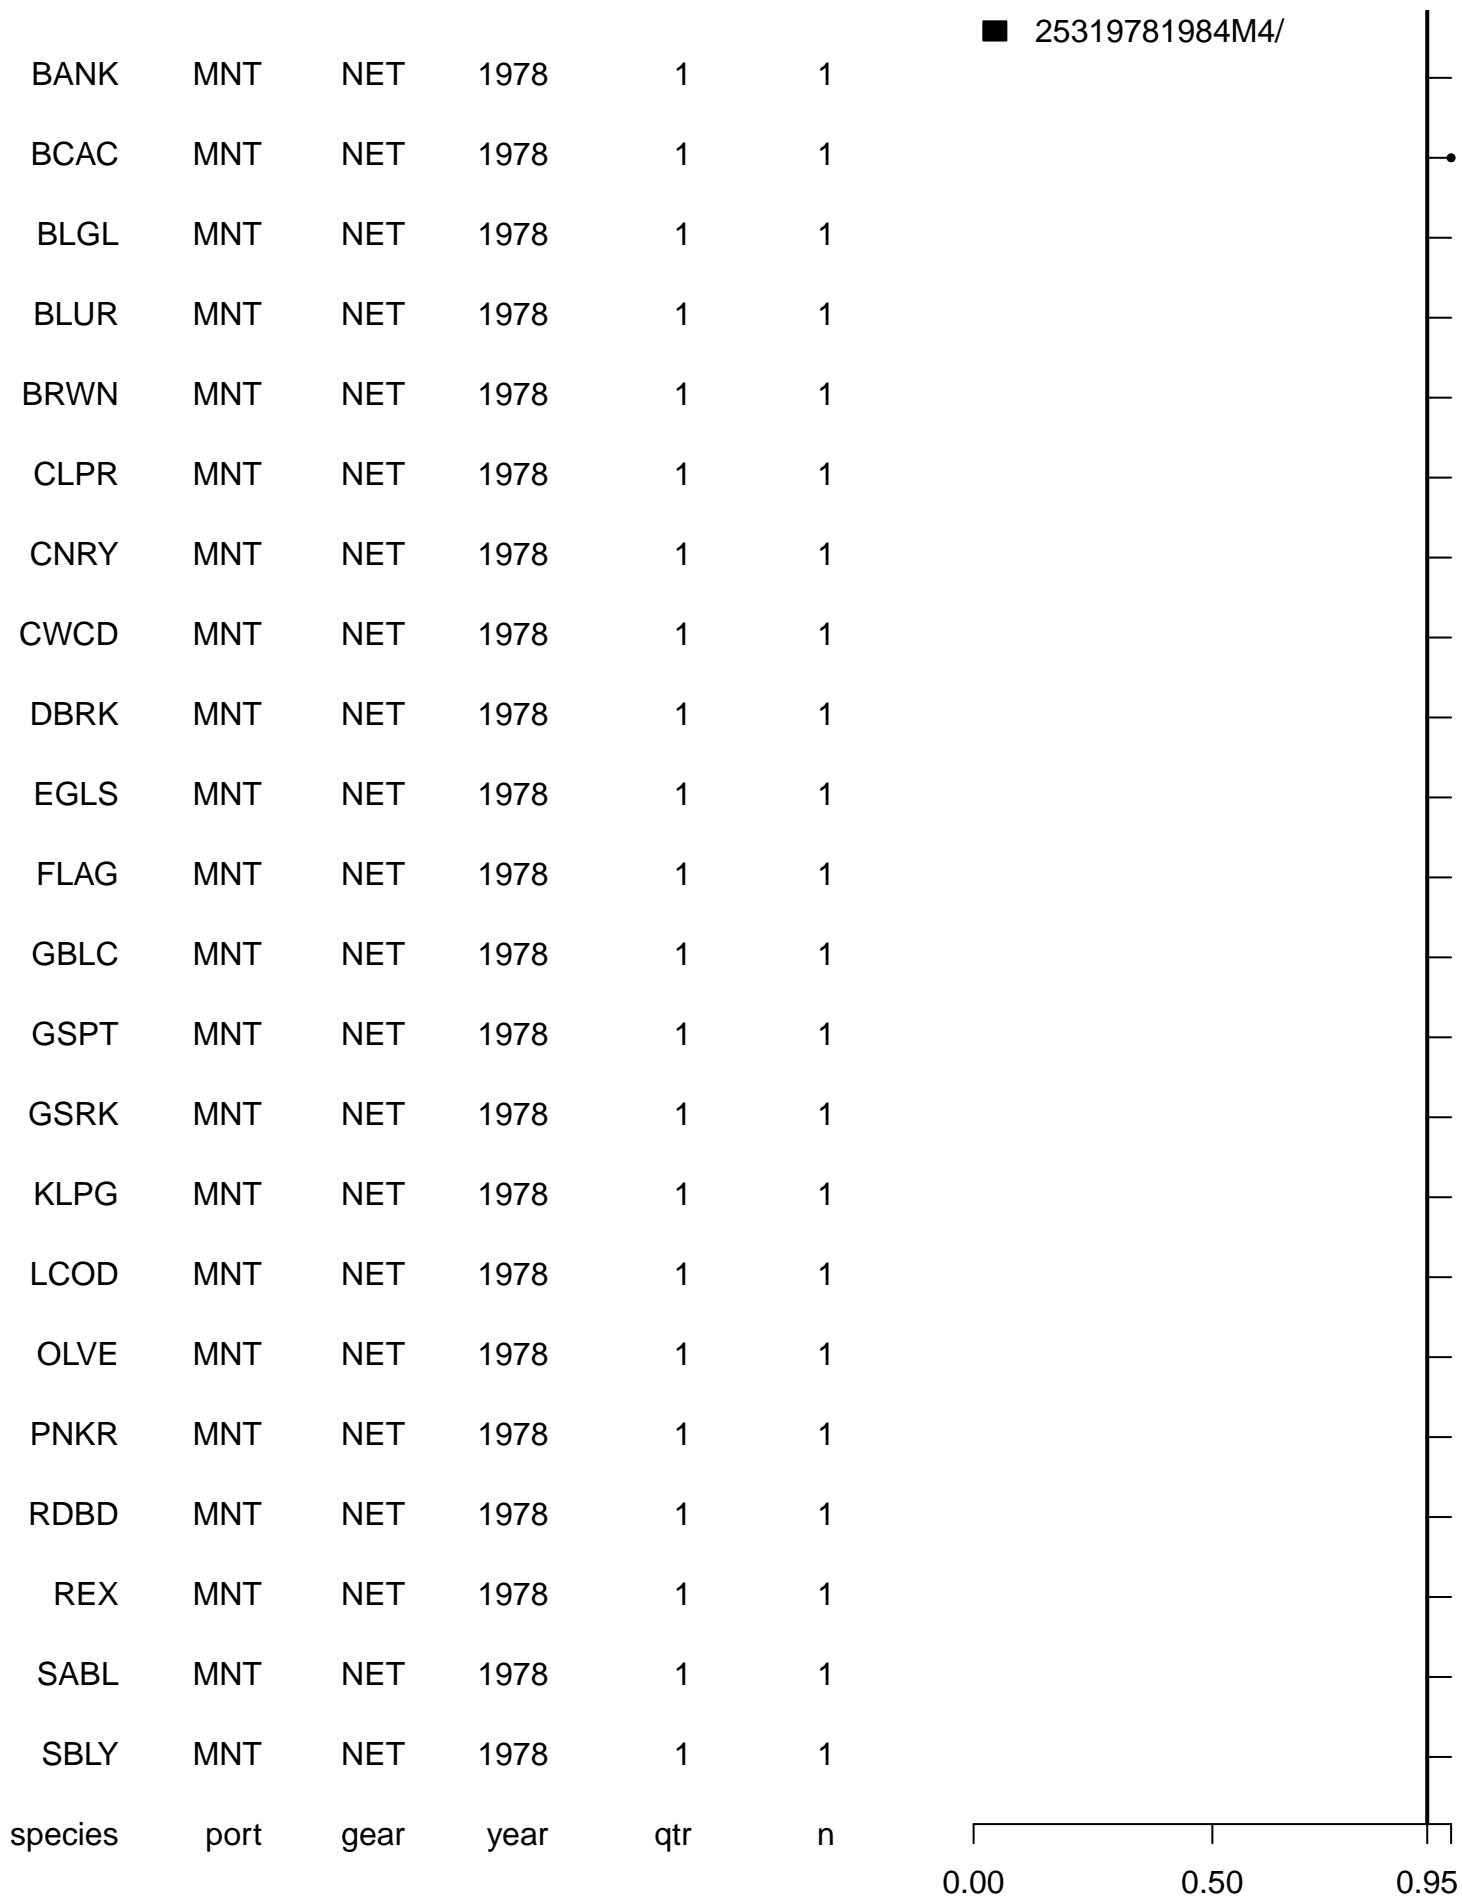 25319781984M4/
BANK MNT NET 1978 1 1
BCAC MNT NET 1978 1 1
BLGL MNT NET 1978 1 1
BLUR MNT NET 1978 1 1
BRWN MNT NET 1978 1 1
CLPR MNT NET 1978 1 1
CNRY MNT NET 1978 1 1
CWCD MNT NET 1978 1 1
DBRK MNT NET 1978 1 1
EGLS MNT NET 1978 1 1
FLAG MNT NET 1978 1 1
GBLC MNT NET 1978 1 1
GSPT MNT NET 1978 1 1
GSRK MNT NET 1978 1 1
KLPG MNT NET 1978 1 1
LCOD MNT NET 1978 1 1
OLVE MNT NET 1978 1 1
PNKR MNT NET 1978 1 1
RDBD MNT NET 1978 1 1
REX MNT NET 1978 1 1
SABL MNT NET 1978 1 1
SBLY MNT NET 1978 1 1
species port gear year qtr n
0.00 0.50 0.95